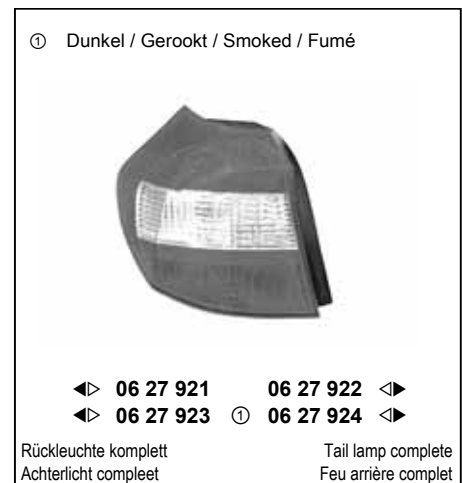 ① Dunkel / Gerookt / Smoked / Fumé
◀▷ 06 27 921 06 27 922 ◁▶
◀▷ 06 27 923 ① 06 27 924 ◁▶
Rückleuchte komplett Tail lamp complete
Achterlicht compleet Feu arrière complet